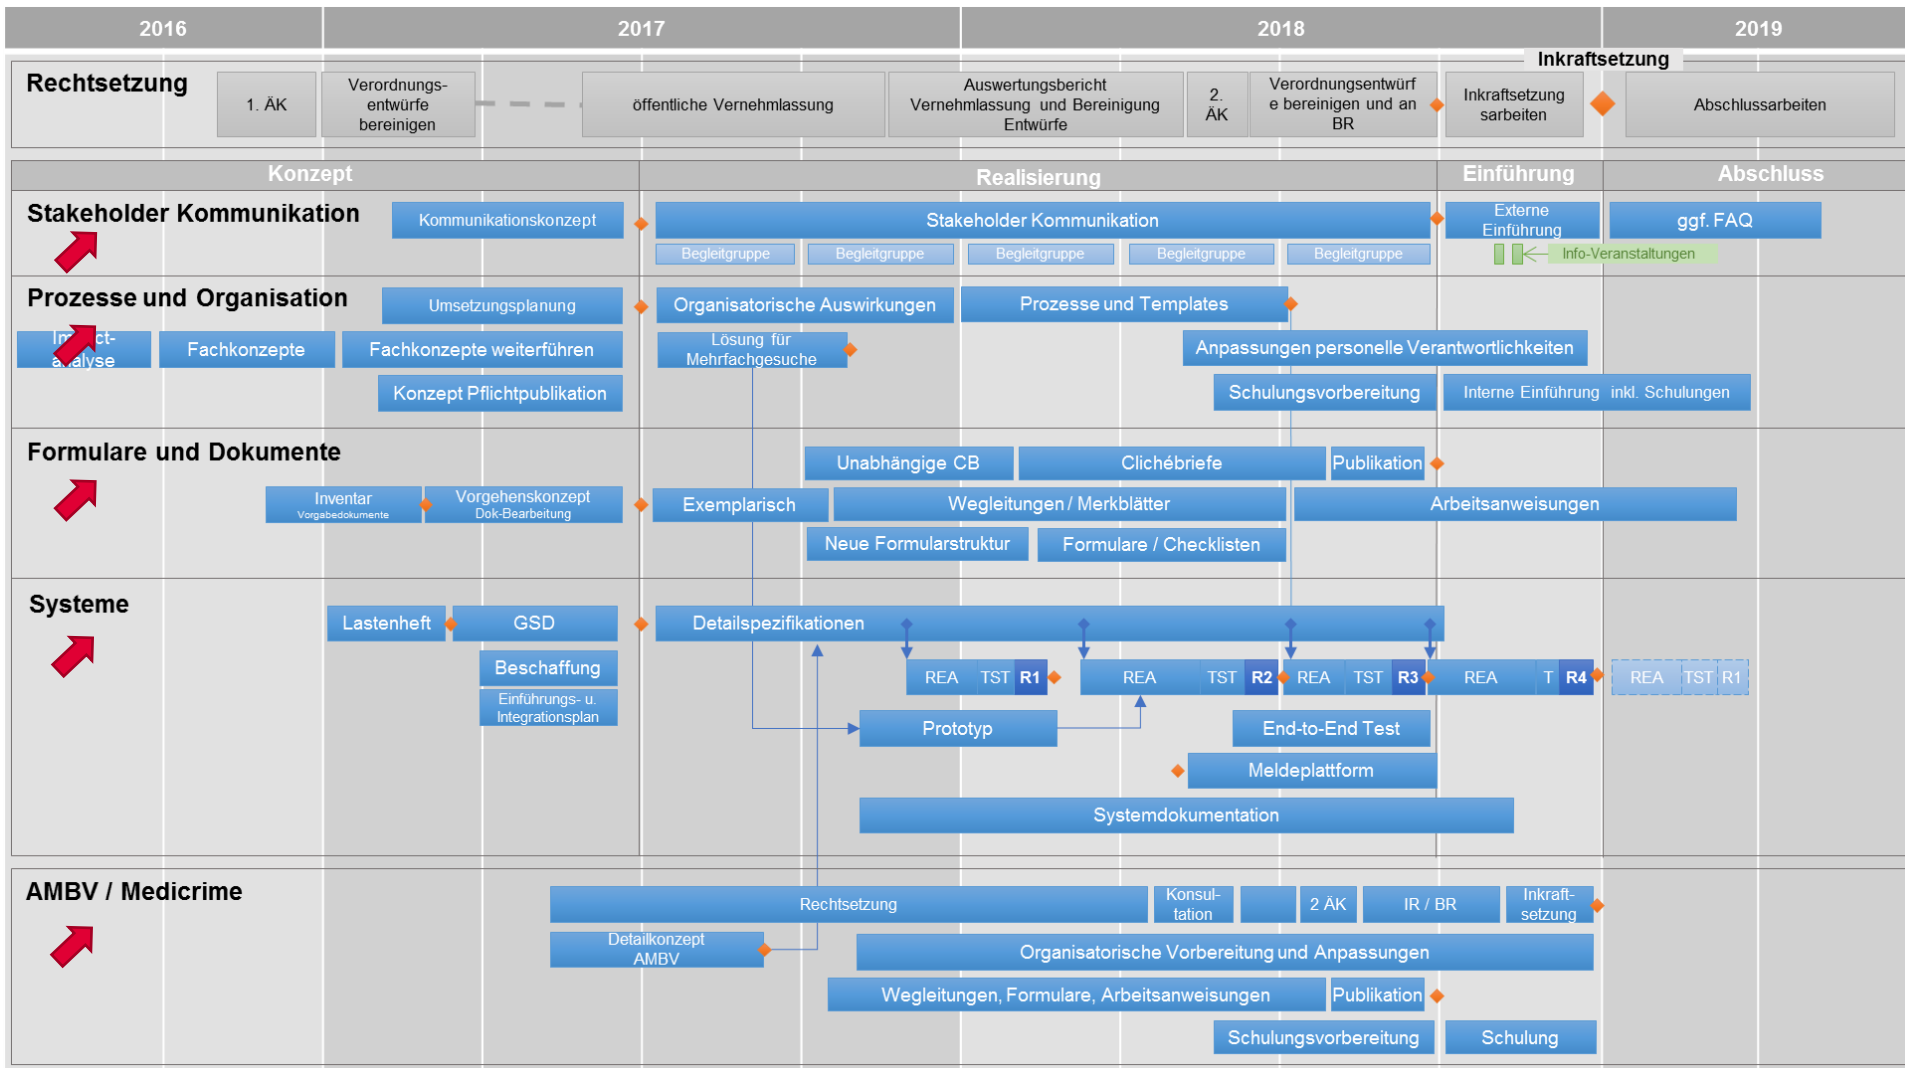 2016
2017
2018
2019
Inkraftsetzung
Rechtsetzung
1. ÄK
Verordnungs-
entwürfe
bereinigen
öffentliche Vernehmlassung
Auswertungsbericht
Vernehmlassung und Bereinigung
Entwürfe
2.
ÄK
Verordnungsentwürf
e bereinigen und an
BR
Inkraftsetzung
sarbeiten
Abschlussarbeiten
Konzept
Realisierung
Einführung
Abschluss
Stakeholder Kommunikation
Kommunikationskonzept
Stakeholder Kommunikation
Externe
Einführung
ggf. FAQ
Begleitgruppe
Begleitgruppe
Begleitgruppe
Begleitgruppe
Begleitgruppe
Info-Veranstaltungen
Prozesse und Organisation
Umsetzungsplanung
Organisatorische Auswirkungen
Prozesse und Templates
analyse
Fachkonzepte
Fachkonzepte weiterführen
Lösung für
Mehrfachgesuche
Anpassungen personelle Verantwortlichkeiten
Konzept Pflichtpublikation
Schulungsvorbereitung
Interne Einführung inkl. Schulungen
Formulare und Dokumente
Unabhängige CB
Clichébriefe
Publikation
Inventar
Vorgabedokumente
Vorgehenskonzept
Dok-Bearbeitung
Exemplarisch
Wegleitungen / Merkblätter
Arbeitsanweisungen
Neue Formularstruktur
Formulare / Checklisten
Systeme
Lastenheft
GSD
Detailspezifikationen
Beschaffung
REA TST R1
REA TST R2
REA TST R3
REA T R4
REA TST R1
Einführungs- u.
Integrationsplan
Prototyp
End-to-End Test
Meldeplattform
Systemdokumentation
AMBV / Medicrime
Rechtsetzung
Konsul-
tation
2 ÄK
IR / BR
Inkraft-
setzung
Detailkonzept
AMBV
Organisatorische Vorbereitung und Anpassungen
Wegleitungen, Formulare, Arbeitsanweisungen
Publikation
Schulungsvorbereitung
Schulung